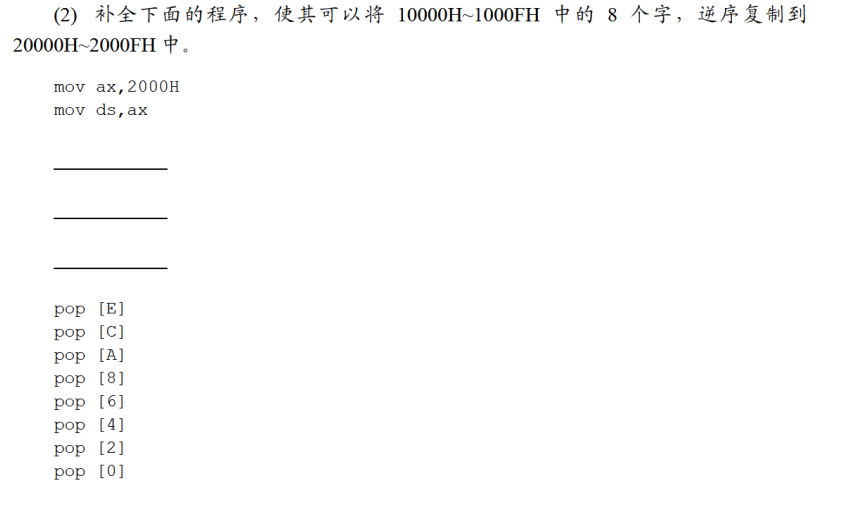 (2) 补全下面的程序，使其可以将 10000H~1000FH 中的 8 个字，逆序复制到
20000H~2000FH 中。
mov ax,2000H
mov ds,ax
pop [E]
pop [C]
pop [A]
pop [8]
pop [6]
pop [4]
pop [2]
pop [0]